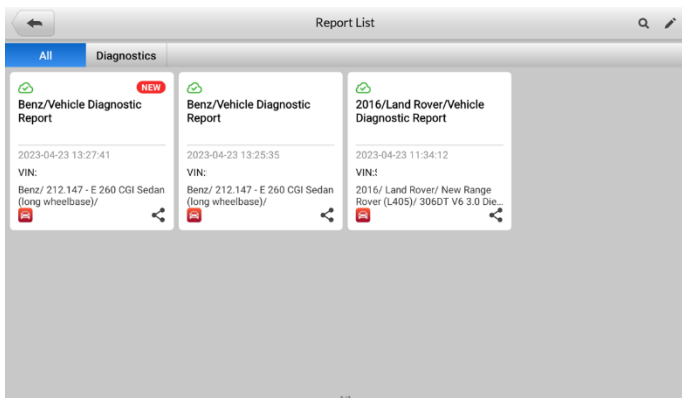 Report List
All
Diagnostics
NEW
Benz/Vehicle Diagnostic
Report
2023-04-23 13:27:41
VIN:
Benz/ 212.147 - E 260 CGI Sedan
(long wheelbase)/
Benz/Vehicle Diagnostic
Report
2023-04-23 13:25:35
VIN:
Benz/ 212.147 - E 260 CGI Sedan
(long wheelbase)/
2016/Land Rover/Vehicle
Diagnostic Report
2023-04-23 11:34:12
VIN:
2016/ Land Rover/ New Range
Rover (L405)/ 306DT V6 3.0 Die...